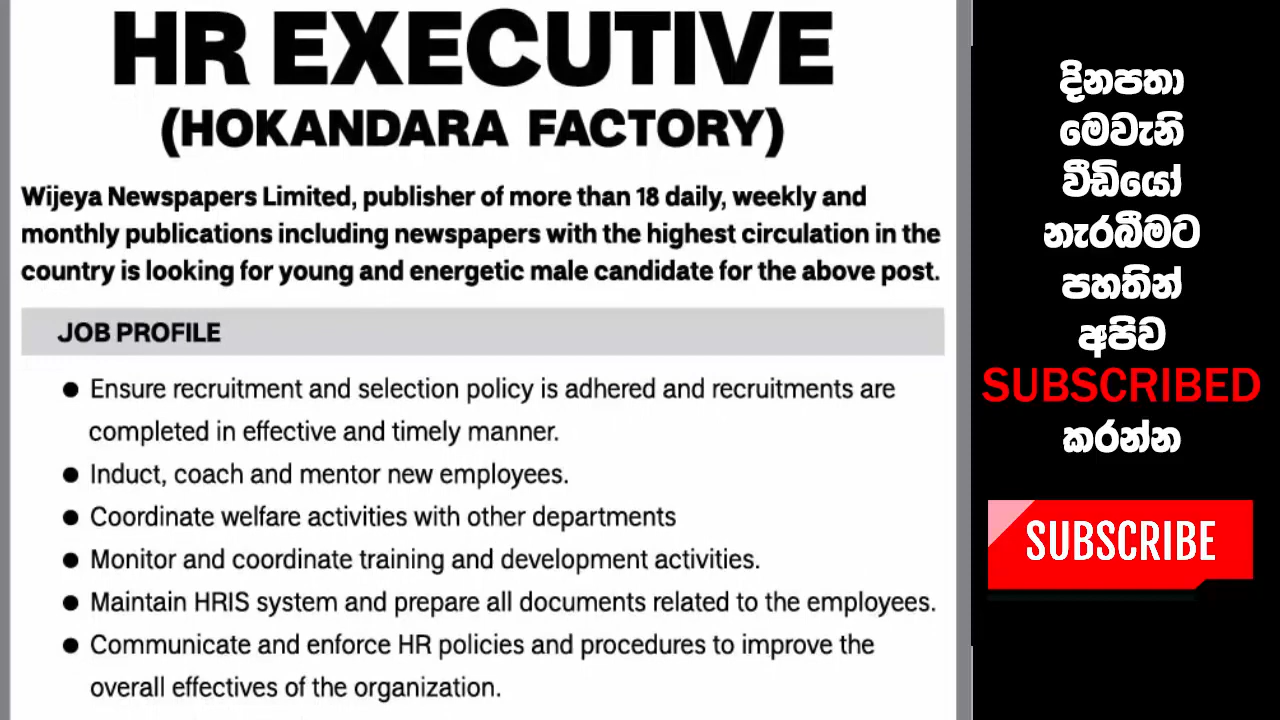 HR EXECUTIVE
(HOKANDARA FACTORY)
Wijeya Newspapers Limited, publisher of more than 18 daily, weekly and
monthly publications including newspapers with the highest circulation in the
country is looking for young and energetic male candidate for the above post.
JOB PROFILE
● Ensure recruitment and selection policy is adhered and recruitments are
completed in effective and timely manner.
● Induct, coach and mentor new employees.
● Coordinate welfare activities with other departments
● Monitor and coordinate training and development activities.
● Maintain HRIS system and prepare all documents related to the employees.
● Communicate and enforce HR policies and procedures to improve the
overall effectives of the organization.
දිනපතා
මෙවැනි
වීඩියෝ
නැරඹීමට
පහතින්
අපිව
SUBSCRIBED
කරන්න
SUBSCRIBE